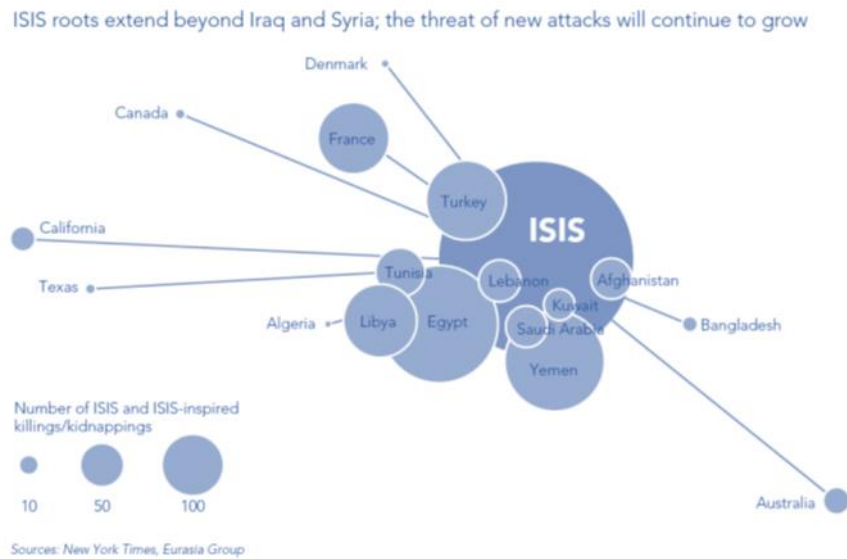 ISIS roots extend beyond Iraq and Syria; the threat of new attacks will continue to grow
Denmark
Canada
France
Turkey
ISIS
California
Tunisia
Lebanon
Afghanistan
Texas
Kuwait
Algeria
Libya
Egypt
Saudi Arabia
Bangladesh
Yemen
Number of ISIS and ISIS-inspired
killings/kidnappings
10
50
100
Australia
Sources: New York Times, Eurasia Group